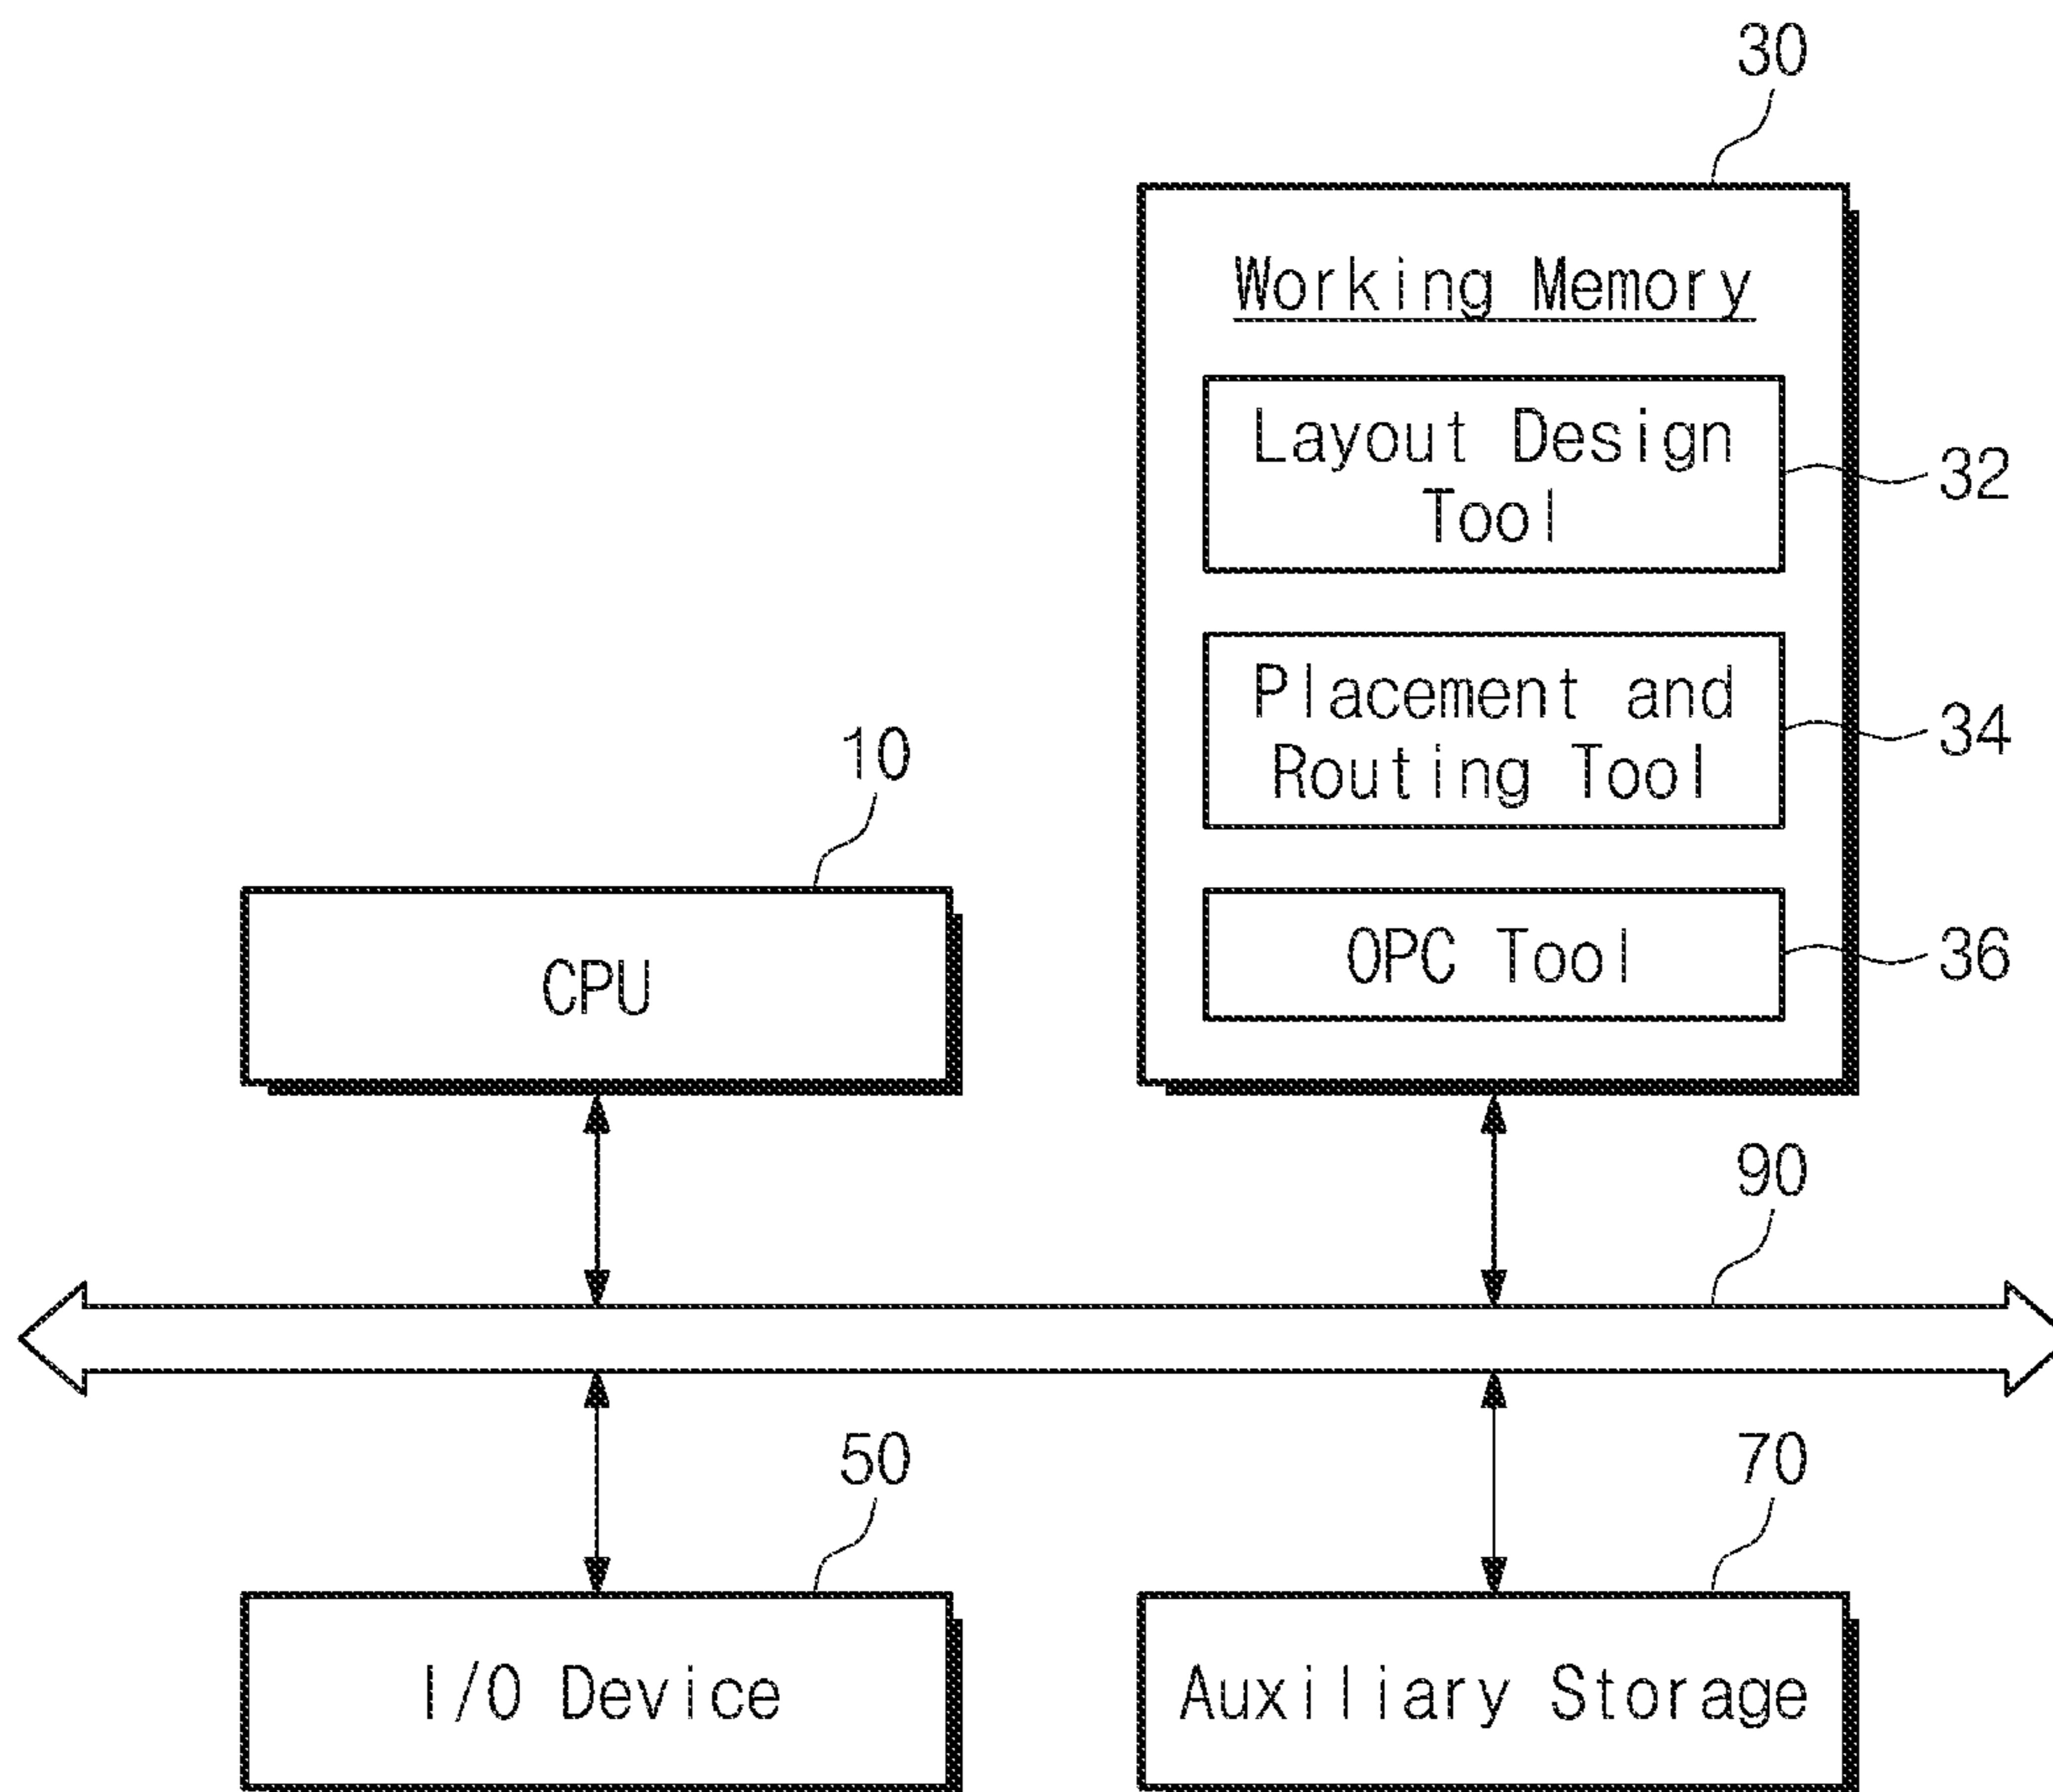 30
Working Memory
Layout Design
Tool
32
Placement and
Routing Tool
34
10
CPU
OPC Tool
36
90
50
70
I/O Device
Auxiliary Storage